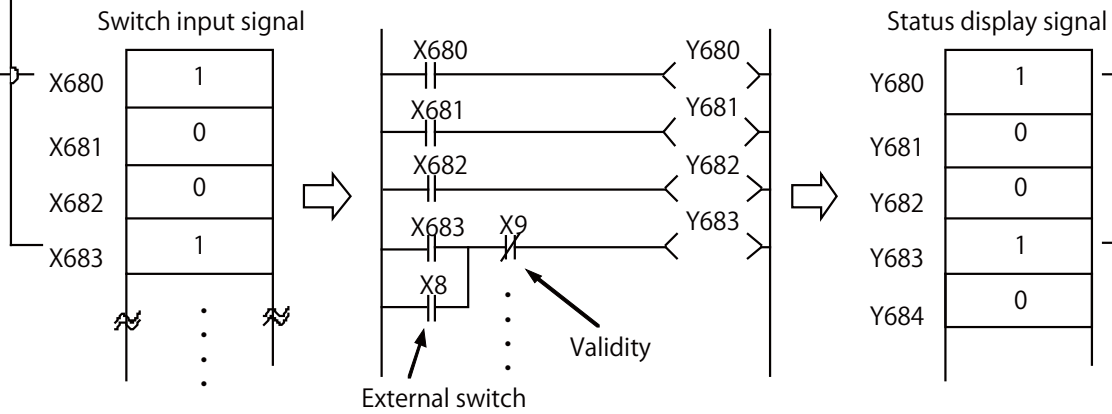 Switch input signal
X680 1
X681 0
X682 0
X683 1
X680 Y680
X681 Y681
X682 Y682
X683 X9 Y683
X8
Validity
External switch
Status display signal
Y680 1
Y681 0
Y682 0
Y683 1
Y684 0